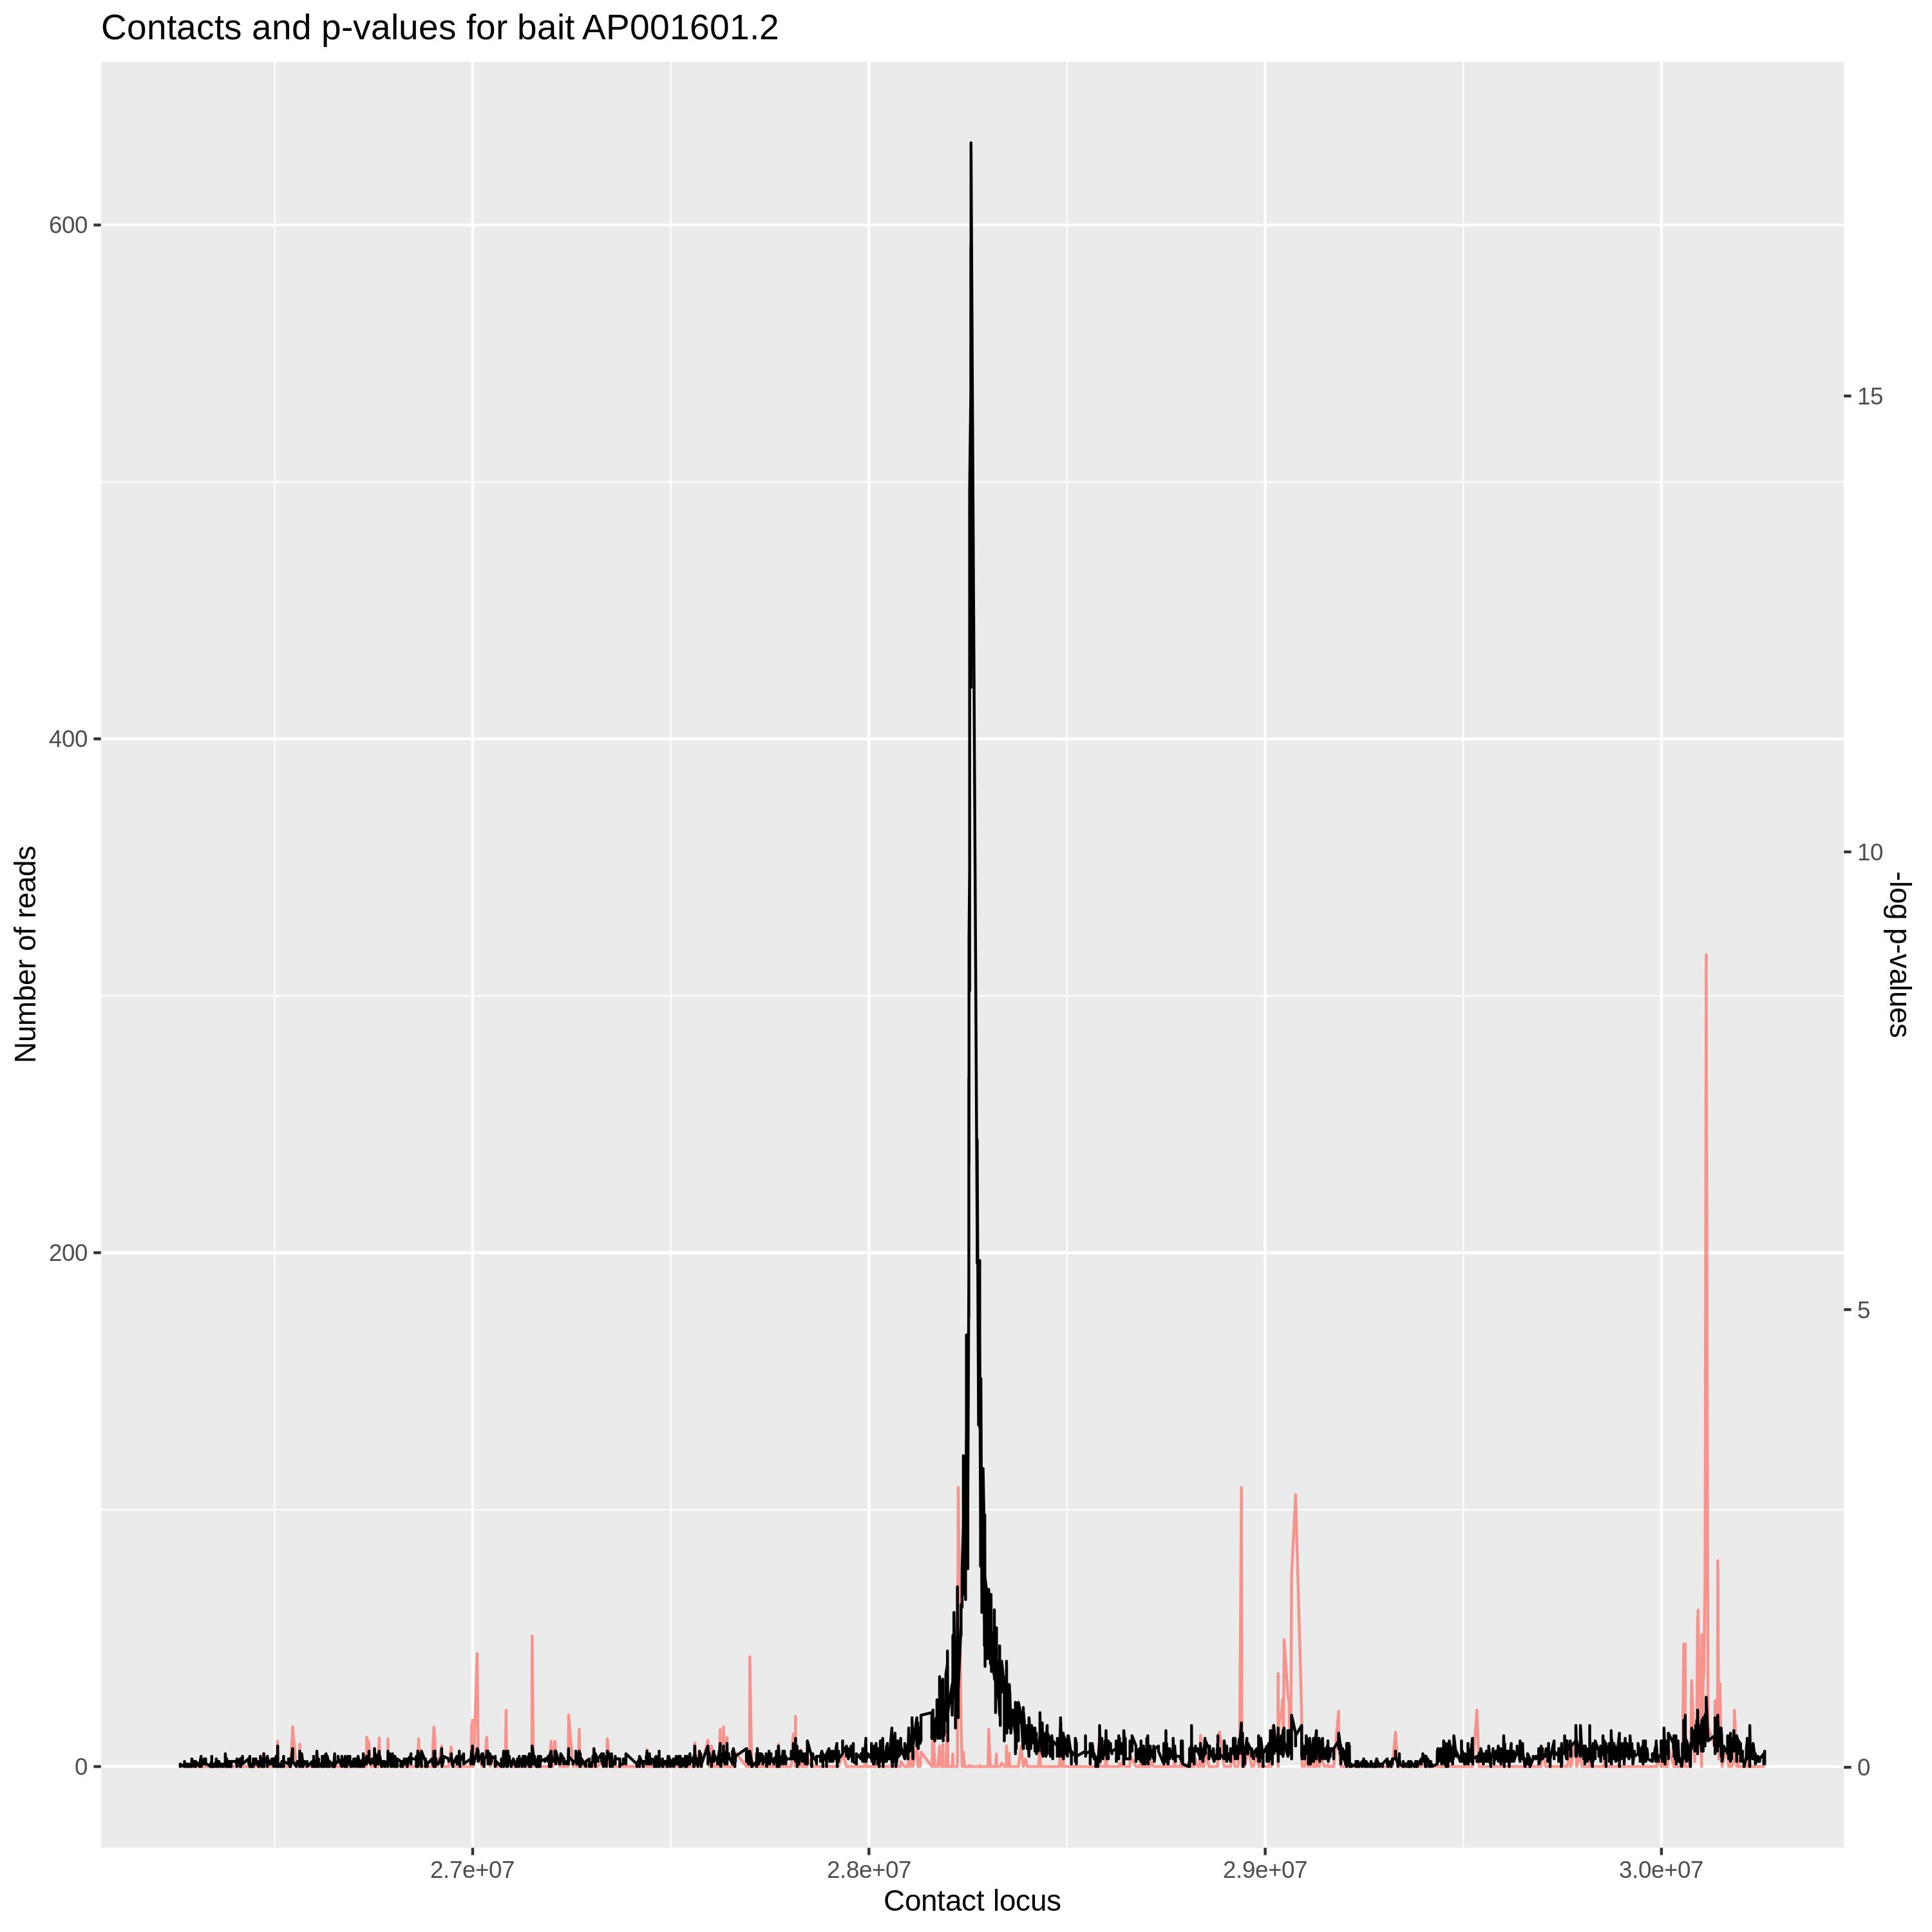 Contacts and p-values for bait AP001601.2
600
400
200
0
Number of reads
15
10
5
0
-log p-values
2.7e+07
2.8e+07
2.9e+07
3.0e+07
Contact locus